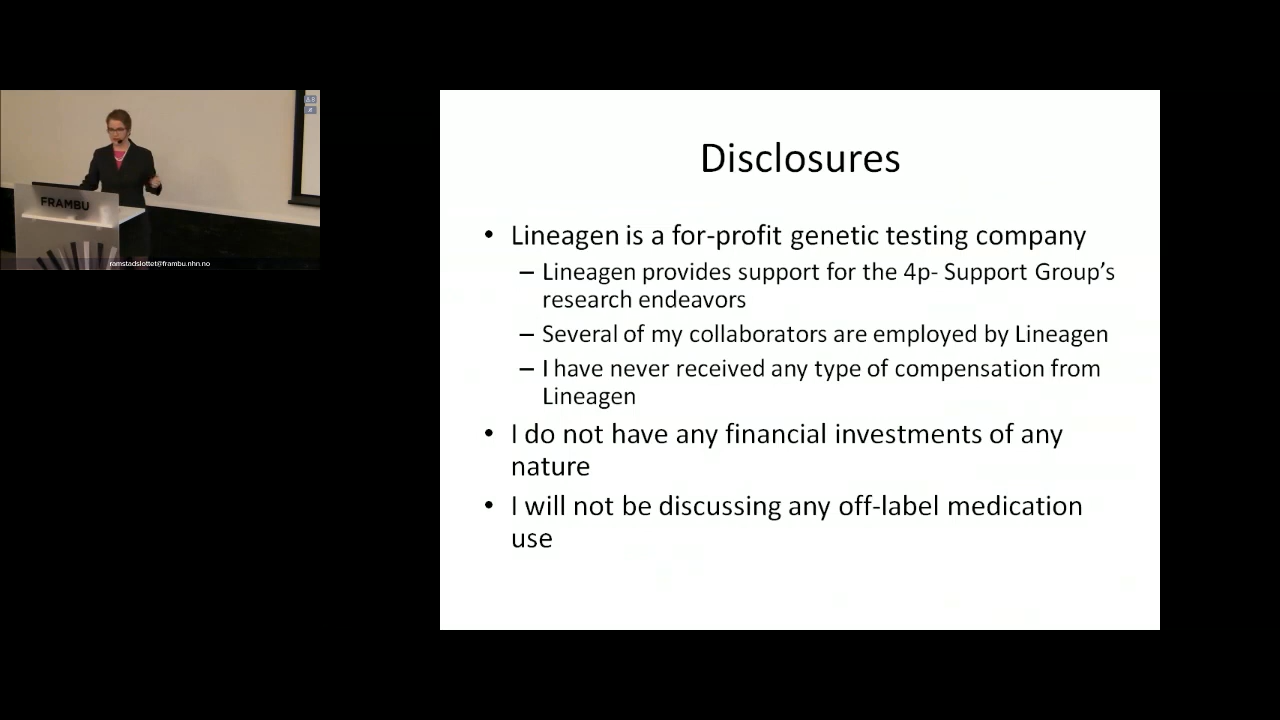 FRAMBU
ramstadslottet@frambu.nhn.no
Disclosures
• Lineagen is a for-profit genetic testing company
– Lineagen provides support for the 4p- Support Group’s
research endeavors
– Several of my collaborators are employed by Lineagen
– I have never received any type of compensation from
Lineagen
• I do not have any financial investments of any
nature
• I will not be discussing any off-label medication
use